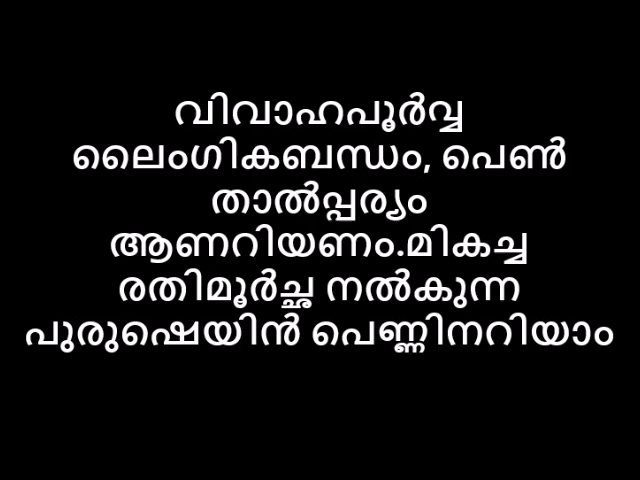 വിവാഹപൂർവ്വ
ലൈംഗികബന്ധം, പെൺ
താൽപ്പര്യം
ആണറിയണം.മികച്ച
രതിമൂർച്ഛ നൽകുന്ന
പുരുഷെയിൻ പെണ്ണിനറിയാം